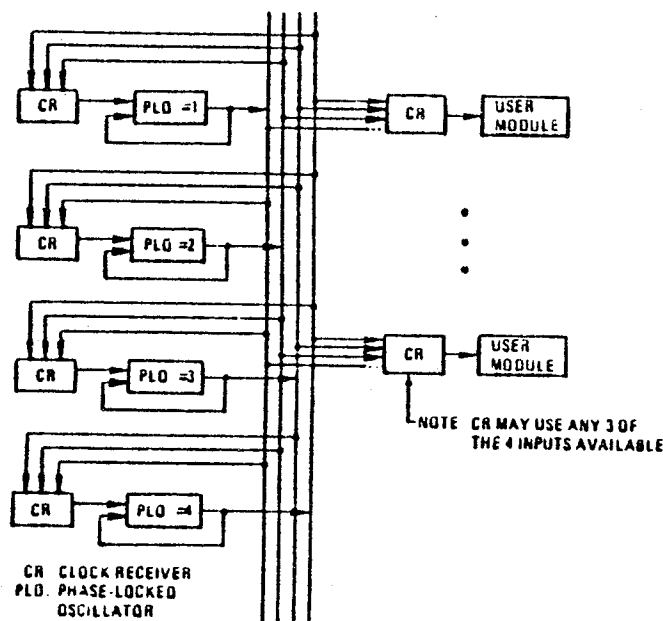 CR
PLO =1
CR
USER
MODULE
CR
PLO =2
CR
PLO =3
CR
USER
MODULE
NOTE CR MAY USE ANY 3 OF
THE 4 INPUTS AVAILABLE
CR
PLO =4
CR CLOCK RECEIVER
PLO. PHASE-LOCKED
OSCILLATOR